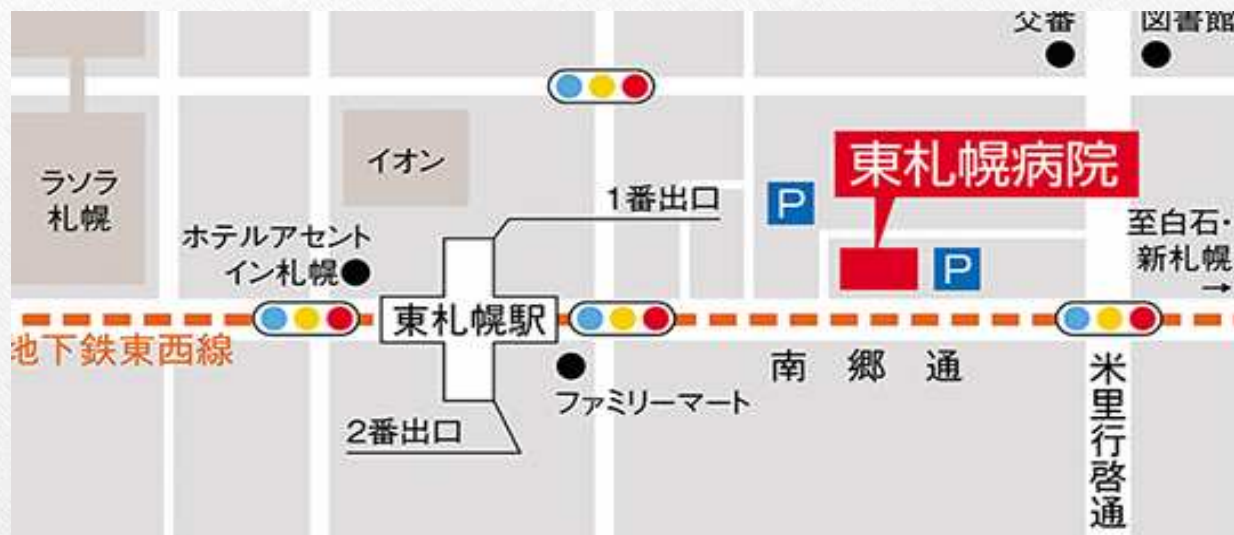 交番
図書館
ラソラ
札幌
イオン
1番出口
P
東札幌病院
P
ホテルアセント
イン札幌
至白石・
新札幌
→
東札幌駅
地下鉄東西線
ファミリーマート
南郷通
2番出口
米里行啓通